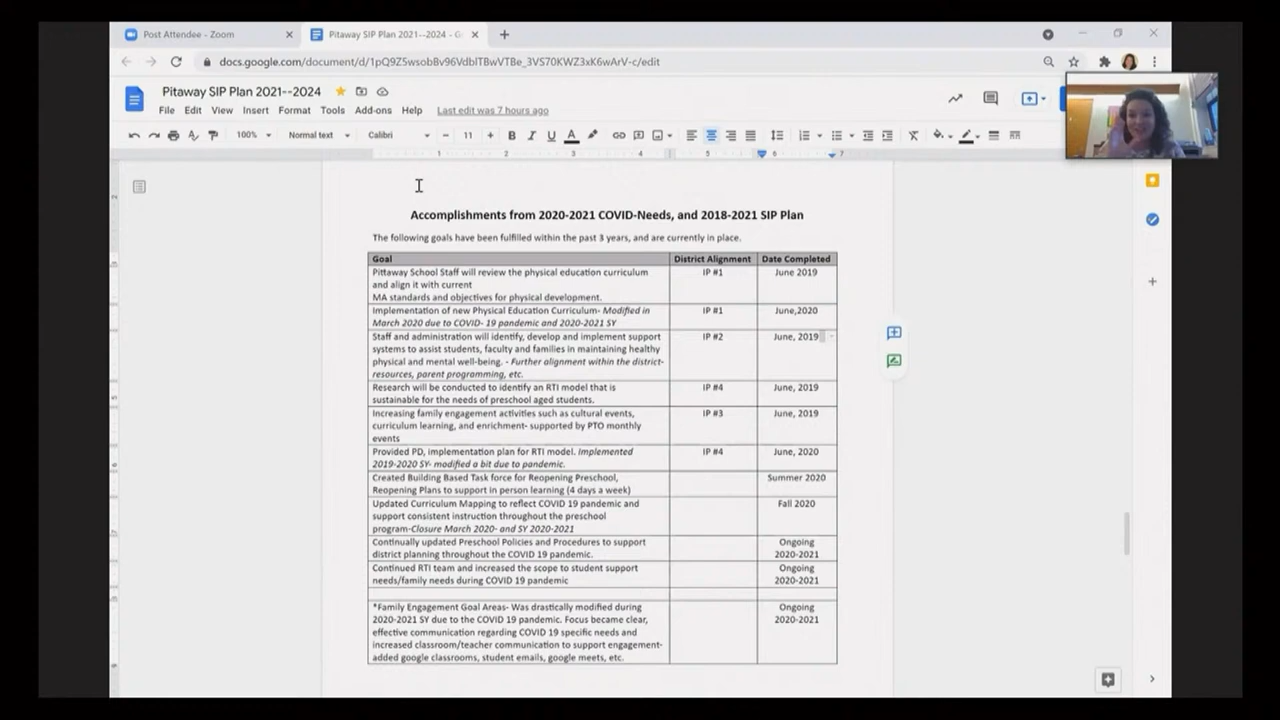 Post Attendee - Zoom
Pitaway SIP Plan 2021--2024 - G
docs.google.com/document/d/1pQ9Z5wsobBv96VdblTBwVTBe_3VS70KWZ3xK6wArV-c/edit
Pitaway SIP Plan 2021--2024
File Edit View Insert Format Tools Add-ons Help Last edit was 7 hours ago
100% Normal text Calibri - 11 + B I U A
1 2 3 4 5 6 7
Accomplishments from 2020-2021 COVID-Needs, and 2018-2021 SIP Plan
The following goals have been fulfilled within the past 3 years, and are currently in place.
Goal District Alignment Date Completed
Pittaway School Staff will review the physical education curriculum IP #1 June 2019
and align it with current
MA standards and objectives for physical development.
Implementation of new Physical Education Curriculum- Modified in IP #1 June,2020
March 2020 due to COVID- 19 pandemic and 2020-2021 SY
Staff and administration will identify, develop and implement support IP #2 June, 2019
systems to assist students, faculty and families in maintaining healthy
physical and mental well-being. - Further alignment within the district-
resources, parent programming, etc.
Research will be conducted to identify an RTI model that is IP #4 June, 2019
sustainable for the needs of preschool aged students.
Increasing family engagement activities such as cultural events, IP #3 June, 2019
curriculum learning, and enrichment- supported by PTO monthly
events
Provided PD, implementation plan for RTI model. Implemented IP #4 June, 2020
2019-2020 SY- modified a bit due to pandemic.
Created Building Based Task force for Reopening Preschool, Summer 2020
Reopening Plans to support in person learning (4 days a week)
Updated Curriculum Mapping to reflect COVID 19 pandemic and Fall 2020
support consistent instruction throughout the preschool
program-Closure March 2020- and SY 2020-2021
Continually updated Preschool Policies and Procedures to support Ongoing
district planning throughout the COVID 19 pandemic. 2020-2021
Continued RTI team and increased the scope to student support Ongoing
needs/family needs during COVID 19 pandemic 2020-2021
*Family Engagement Goal Areas- Was drastically modified during Ongoing
2020-2021 SY due to the COVID 19 pandemic. Focus became clear, 2020-2021
effective communication regarding COVID 19 specific needs and
increased classroom/teacher communication to support engagement-
added google classrooms, student emails, google meets, etc.